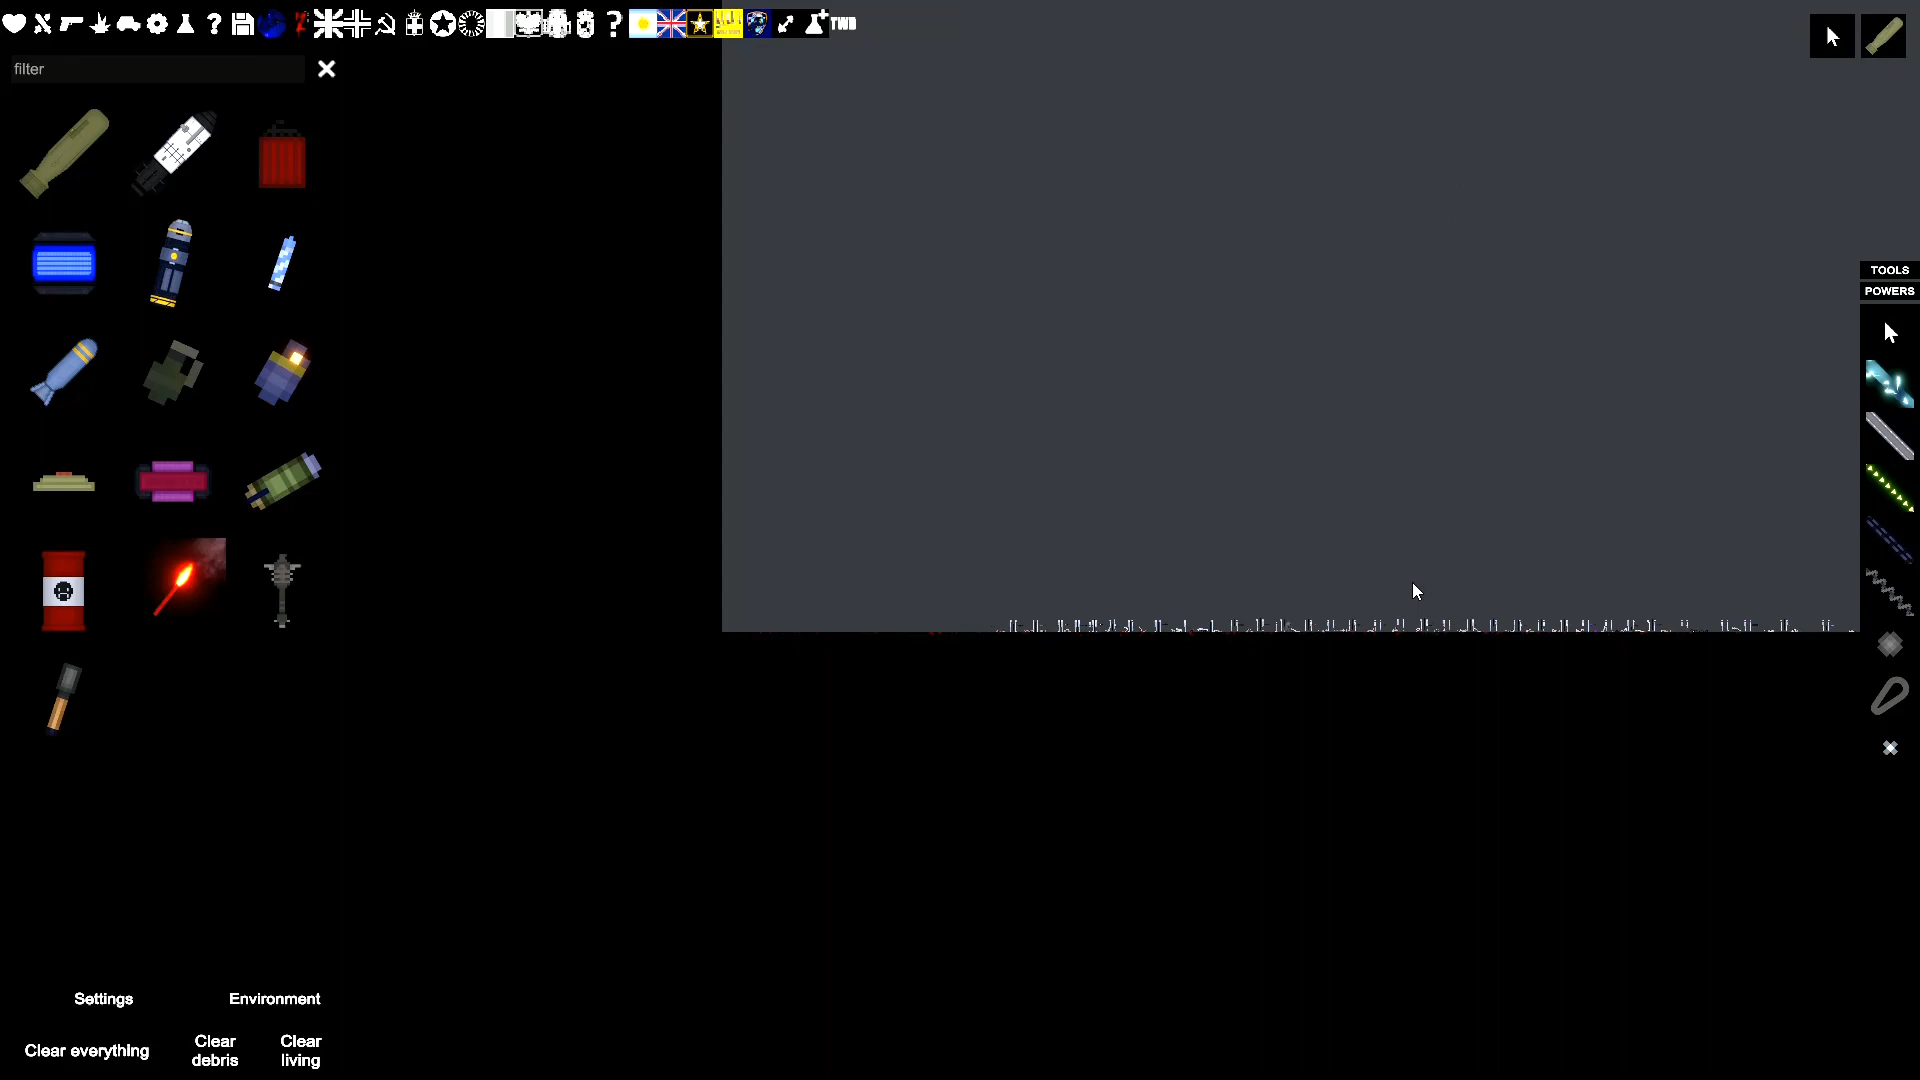 TWB
filter
TOOLS
POWERS
Settings
Environment
Clear everything
Clear
debris
Clear
living